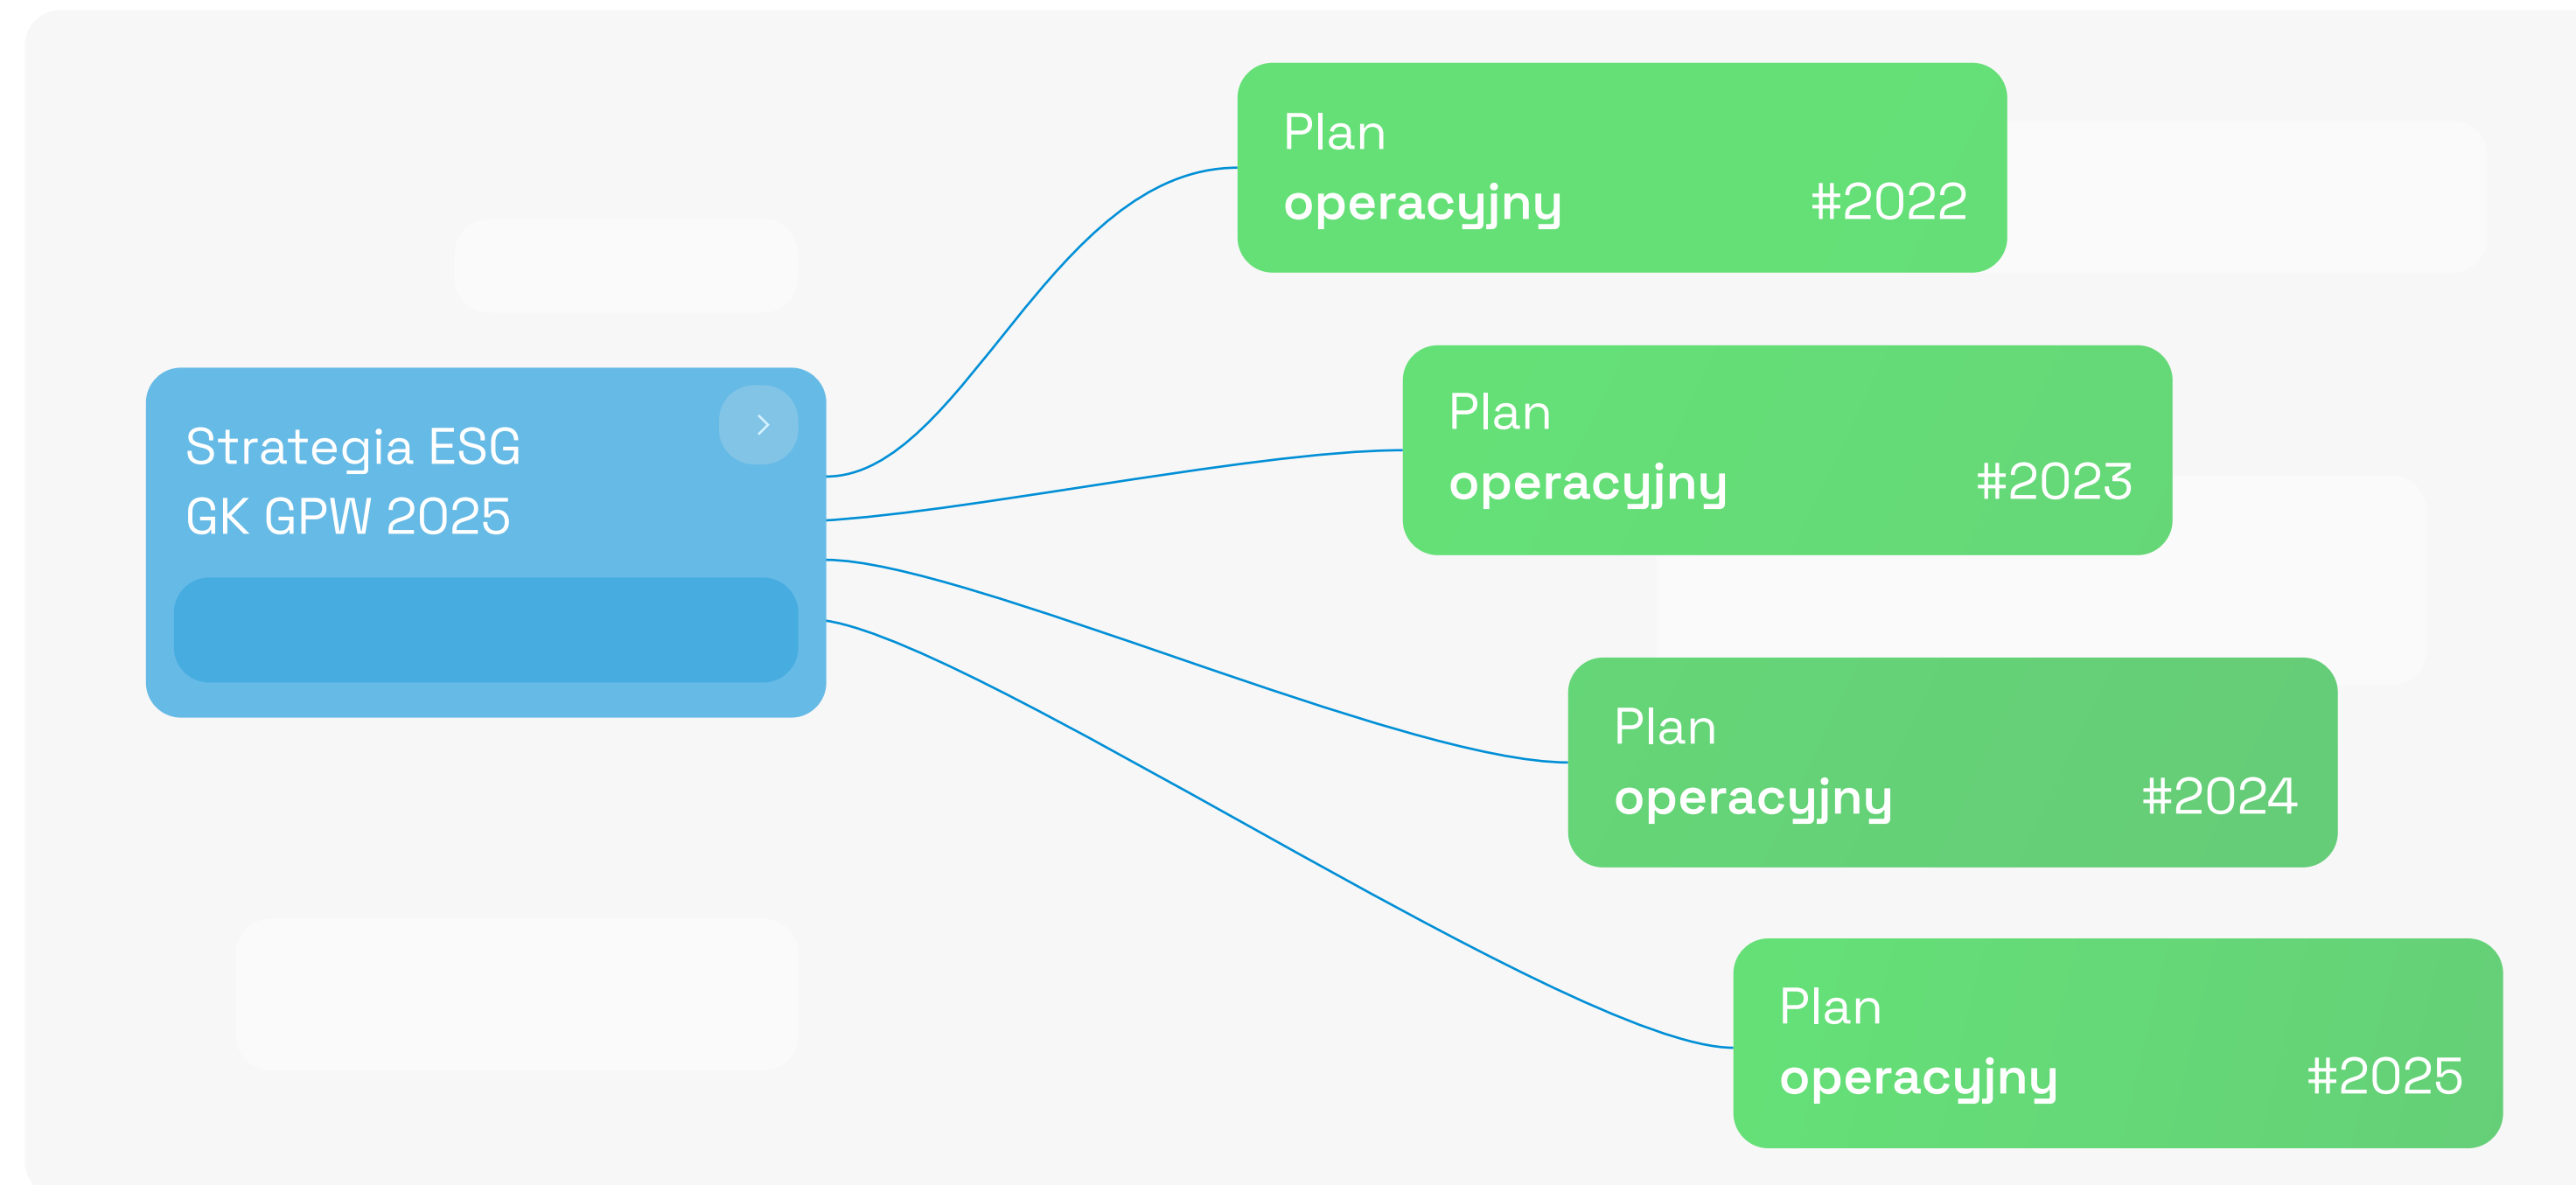 Strategia ESG
GK GPW 2025
Plan
operacyjny #2022
Plan
operacyjny #2023
Plan
operacyjny #2024
Plan
operacyjny #2025